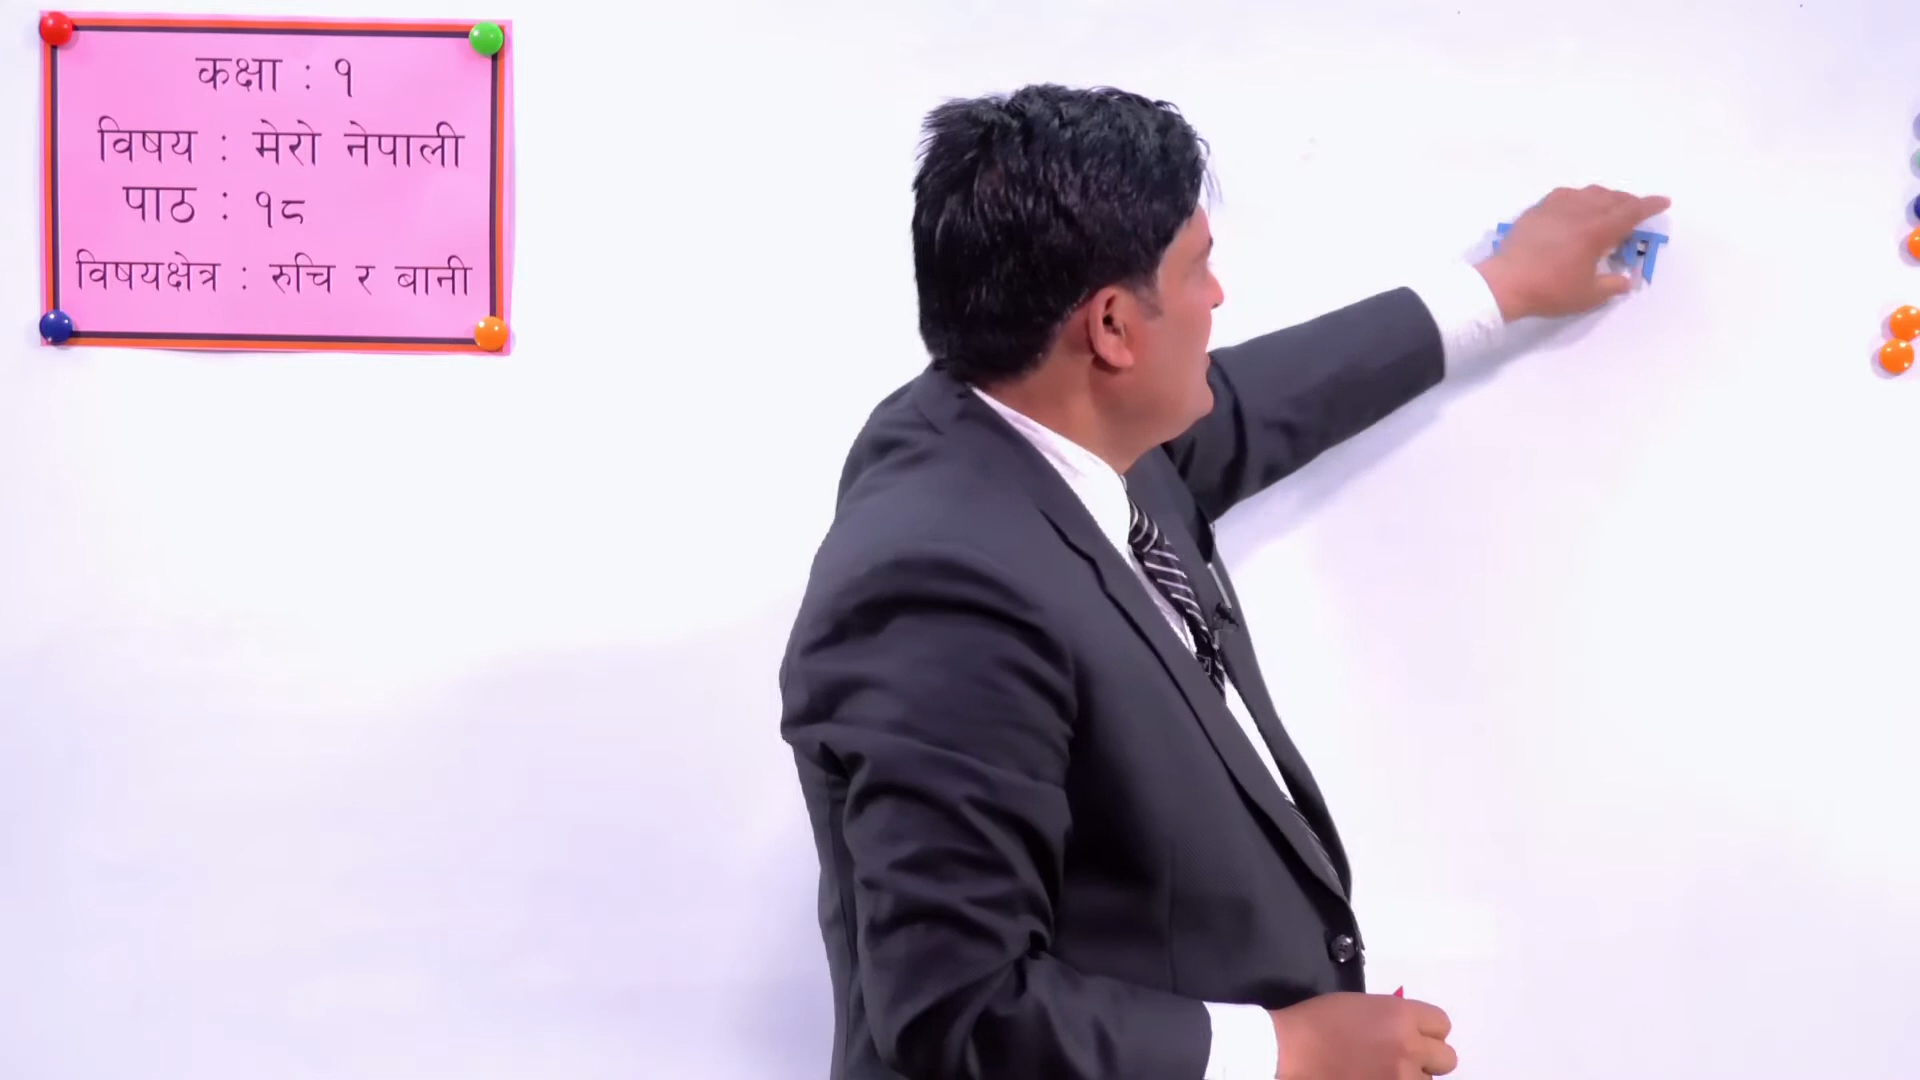 कक्षा : १
विषय : मेरो नेपाली
पाठ : १८
विषयक्षेत्र : रुचि र बानी